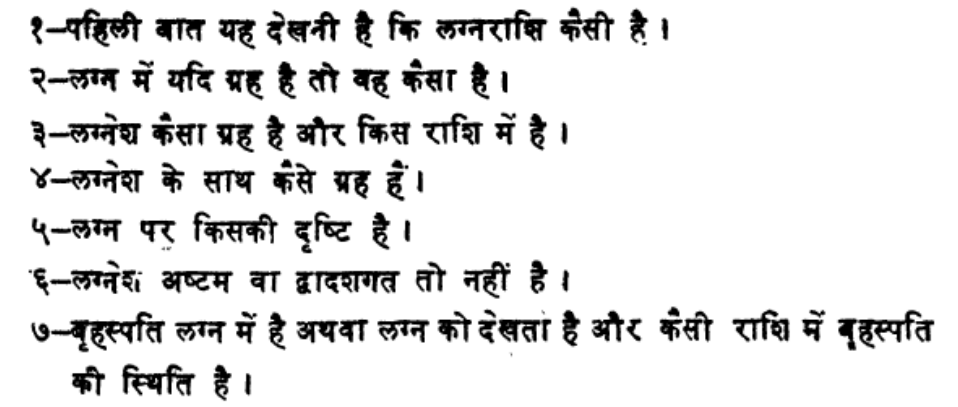 १–पहिली बात यह देखनी है कि लग्नराशि कैसी है ।
२–लग्न में यदि ग्रह है तो वह कैसा है ।
३–लग्नेश कैसा ग्रह है और किस राशि में है ।
४–लग्नेश के साथ कैसे ग्रह हैं ।
५–लग्न पर किसकी दृष्टि है ।
६–लग्नेश अष्टम वा द्वादशगत तो नहीं है ।
७–बृहस्पति लग्न में है अथवा लग्न को देखता है और कैसी राशि में बृहस्पति
की स्थिति है ।